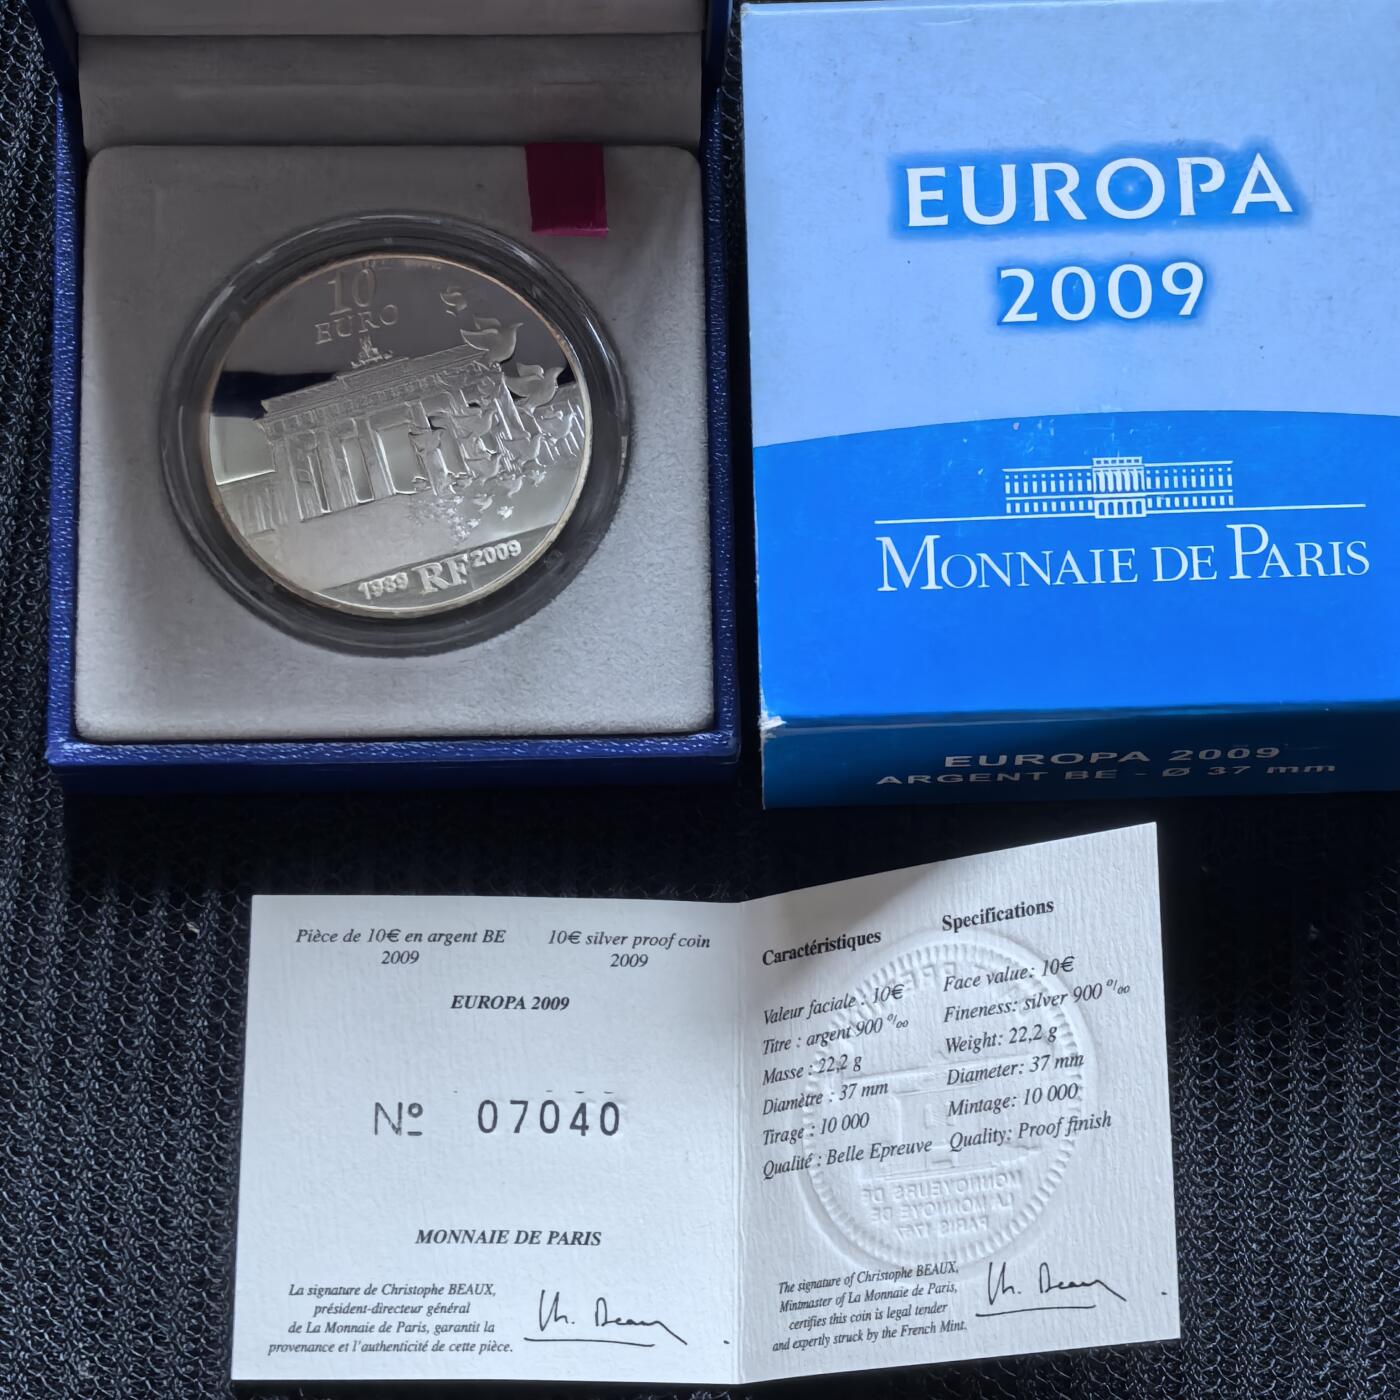 10
EURO
1989 RF 2009
EUROPA
2009
MONNAIE DE PARIS
EUROPA 2009
ARGENT BE - Ø 37 mm
Pièce de 10€ en argent BE
2009
10€ silver proof coin
2009
EUROPA 2009
Nº 07040
MONNAIE DE PARIS
La signature de Christophe BEAUX,
président-directeur général
de La Monnaie de Paris, garantit la
provenance et l'authenticité de cette pièce.
Ch. Beaux
Caractéristiques
Valeur faciale : 10€
Titre : argent 900 º/ₒₒ
Masse : 22,2 g
Diamètre : 37 mm
Tirage : 10 000
Qualité : Belle Epreuve
Specifications
Face value: 10€
Fineness: silver 900 º/ₒₒ
Weight: 22,2 g
Diameter: 37 mm
Mintage: 10 000
Quality: Proof finish
The signature of Christophe BEAUX,
Mintmaster of La Monnaie de Paris,
certifies this coin is legal tender
and expertly struck by the French Mint.
Ch. Beaux